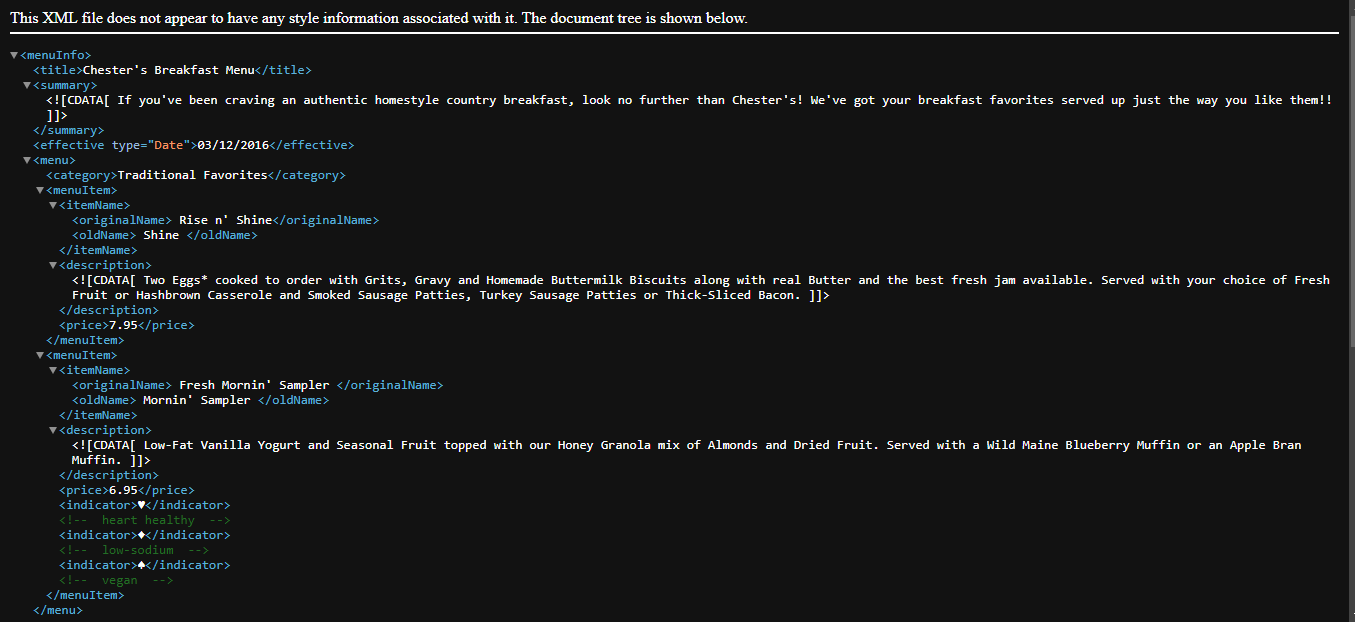 This XML file does not appear to have any style information associated with it. The document tree is shown below.
▼<menuInfo>
<title>Chester's Breakfast Menu</title>
▼<summary>
<![CDATA[ If you've been craving an authentic homestyle country breakfast, look no further than Chester's! We've got your breakfast favorites served up just the way you like them!!
]]>
</summary>
<effective type="Date">03/12/2016</effective>
▼<menu>
<category>Traditional Favorites</category>
▼<menuItem>
▼<itemName>
<originalName> Rise n' Shine</originalName>
<oldName> Shine </oldName>
</itemName>
▼<description>
<![CDATA[ Two Eggs* cooked to order with Grits, Gravy and Homemade Buttermilk Biscuits along with real Butter and the best fresh jam available. Served with your choice of Fresh
Fruit or Hashbrown Casserole and Smoked Sausage Patties, Turkey Sausage Patties or Thick-Sliced Bacon. ]]>
</description>
<price>7.95</price>
</menuItem>
▼<menuItem>
▼<itemName>
<originalName> Fresh Mornin' Sampler </originalName>
<oldName> Mornin' Sampler </oldName>
</itemName>
▼<description>
<![CDATA[ Low-Fat Vanilla Yogurt and Seasonal Fruit topped with our Honey Granola mix of Almonds and Dried Fruit. Served with a Wild Maine Blueberry Muffin or an Apple Bran
Muffin. ]]>
</description>
<price>6.95</price>
<indicator>♥</indicator>
<!-- heart healthy -->
<indicator>♦</indicator>
<!-- low-sodium -->
<indicator>♠</indicator>
<!-- vegan -->
</menuItem>
</menu>